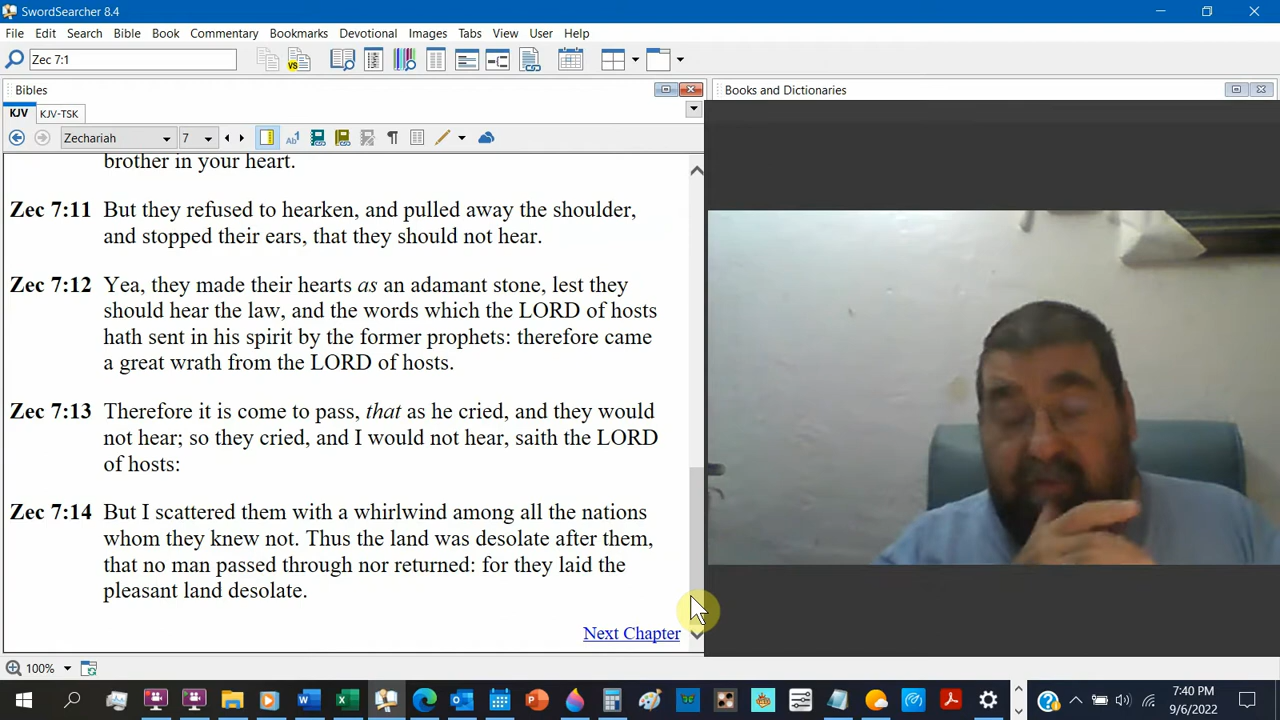 SwordSearcher 8.4
File Edit Search Bible Book Commentary Bookmarks Devotional Images Tabs View User Help
Zec 7:1
VS
Bibles
Books and Dictionaries
KJV KJV-TSK
Zechariah 7
brother in your heart.
Zec 7:11 But they refused to hearken, and pulled away the shoulder,
and stopped their ears, that they should not hear.
Zec 7:12 Yea, they made their hearts as an adamant stone, lest they
should hear the law, and the words which the LORD of hosts
hath sent in his spirit by the former prophets: therefore came
a great wrath from the LORD of hosts.
Zec 7:13 Therefore it is come to pass, that as he cried, and they would
not hear; so they cried, and I would not hear, saith the LORD
of hosts:
Zec 7:14 But I scattered them with a whirlwind among all the nations
whom they knew not. Thus the land was desolate after them,
that no man passed through nor returned: for they laid the
pleasant land desolate.
Next Chapter
100%
7:40 PM
9/6/2022